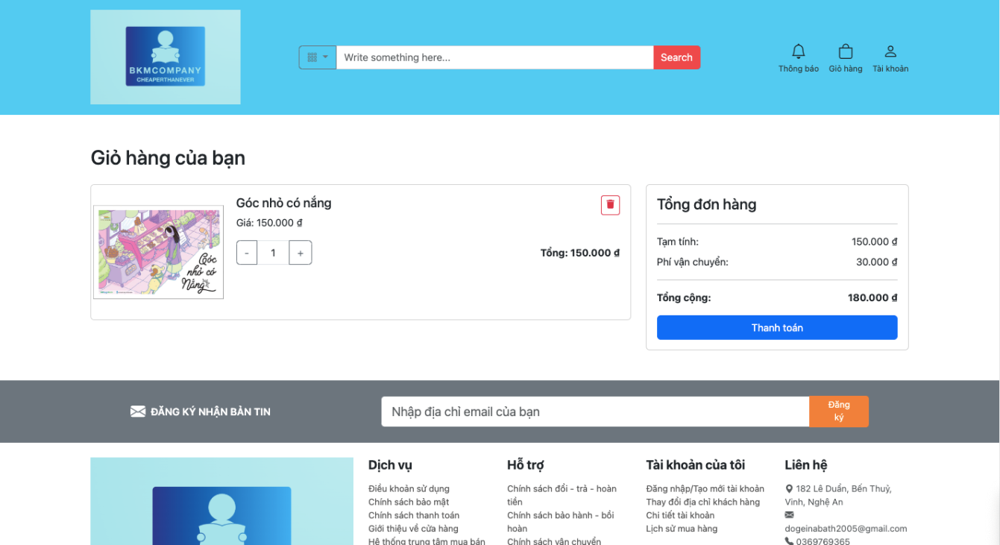 BKMCOMPANY
CHEAPERTHANEVER
Write something here...
Search
Thông báo
Giỏ hàng
Tài khoản
Giỏ hàng của bạn
Góc nhỏ có nắng
Giá: 150.000 ₫
- 1 +
Tổng: 150.000 ₫
Góc
nhỏ có
Nắng
Tổng đơn hàng
Tạm tính: 150.000 ₫
Phí vận chuyển: 30.000 ₫
Tổng cộng: 180.000 ₫
Thanh toán
ĐĂNG KÝ NHẬN BẢN TIN
Nhập địa chỉ email của bạn
Đăng
ký
Dịch vụ
Điều khoản sử dụng
Chính sách bảo mật
Chính sách thanh toán
Giới thiệu về cửa hàng
Hệ thống trung tâm mua bán
Hỗ trợ
Chính sách đổi - trả - hoàn
tiền
Chính sách bảo hành - bồi
hoàn
Chính sách vận chuyển
Tài khoản của tôi
Đăng nhập/Tạo mới tài khoản
Thay đổi địa chỉ khách hàng
Chi tiết tài khoản
Lịch sử mua hàng
Liên hệ
182 Lê Duẩn, Bến Thuỷ,
Vinh, Nghệ An
dogeinabath2005@gmail.com
0369769365